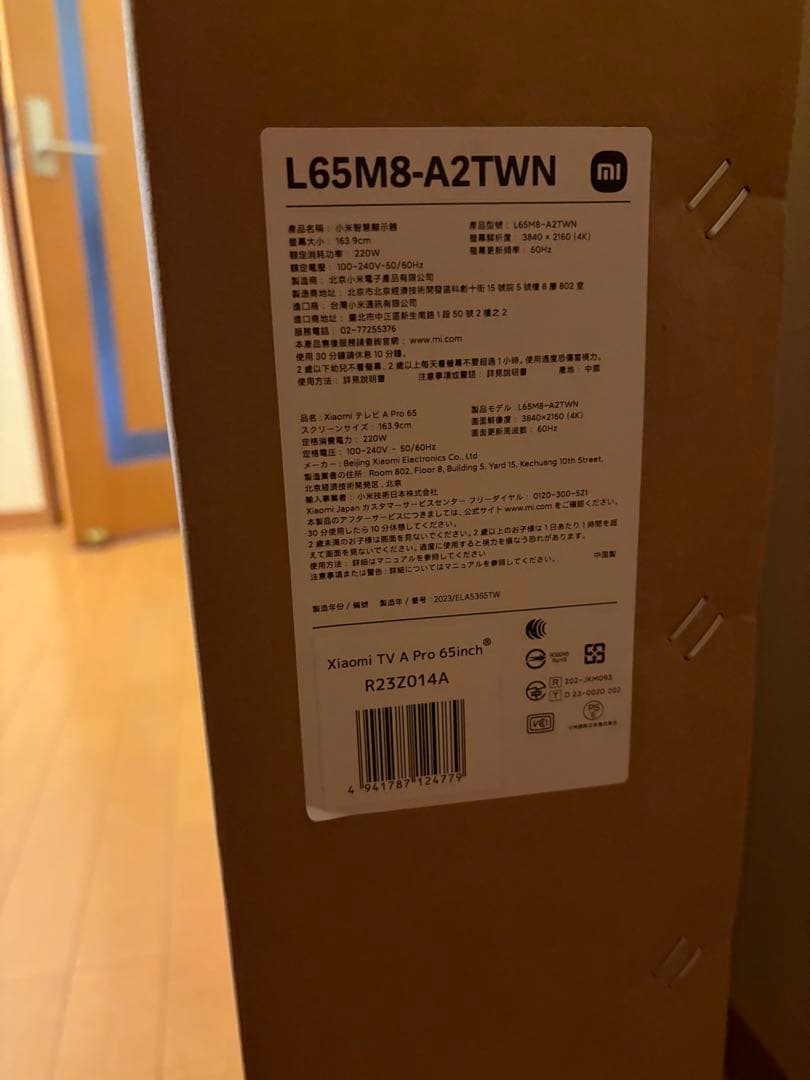 L65M8-A2TWN
產品名稱：小米智慧顯示器
產品型號：L65M8-A2TWN
螢幕大小：163.9cm
螢幕解析度：3840 × 2160 (4K)
額定消耗功率：220W
螢幕更新頻率：60Hz
額定電壓：100-240V~50/60Hz
製造商：北京小米電子產品有限公司
製造商地址：北京市北京經濟技術開發區科創十街 15 號院 5 號樓 8 層 802 室
進口商：台灣小米通訊有限公司
進口商地址：臺北市中正區新生南路 1 段 50 號 2 樓之 2
服務電話：02-77255376
本產品售後服務請查詢官網：www.mi.com
使用 30 分鐘請休息 10 分鐘。
2 歲以下幼兒不看螢幕，2 歲以上每天看螢幕不要超過 1 小時，使用過度恐傷害視力。
使用方法：詳見說明書 注意事項或警語：詳見說明書 產地：中國
品名：Xiaomi テレビ A Pro 65
製品モデル：L65M8-A2TWN
スクリーンサイズ：163.9cm
画面解像度：3840×2160 (4K)
定格消費電力：220W
画面更新周波数：60Hz
定格電圧：100-240V ~ 50/60Hz
メーカー：Beijing Xiaomi Electronics Co., Ltd
製造業者の住所：Room 802, Floor 8, Building 5, Yard 15, Kechuang 10th Street,
北京経済技術開発区、北京
輸入事業者：小米技術日本株式会社
Xiaomi Japan カスタマーサービスセンター フリーダイヤル：0120-300-521
本製品のアフターサービスにつきましては、公式サイト www.mi.com をご確認ください。
30 分使用したら 10 分休憩してください。
2 歳未満のお子様は画面を見ないでください。2 歳以上のお子様は 1 日あたり 1 時間を超
えて画面を見ないでください。過度に使用すると視力を損なう恐れがあります。
使用方法：詳細はマニュアルを参照してください
注意事項または警告：詳細についてはマニュアルを参照してください。 中国製
製造年份 / 編號 製造年 / 番号：2023/ELA5365TW
Xiaomi TV A Pro 65inch®
R23Z014A
4 941787 124779
RoHS
R 202-JKM093
T D 23-0020 202
VCCI
PS
E